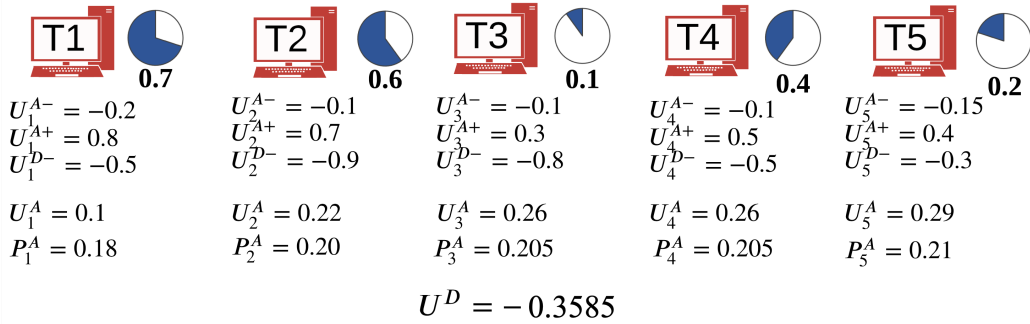 T1 T2 T3 T4 T5
0.7 0.6 0.1 0.4 0.2
U_1^{A−} = −0.2 U_2^{A−} = −0.1 U_3^{A−} = −0.1 U_4^{A−} = −0.1 U_5^{A−} = −0.15
U_1^{A+} = 0.8 U_2^{A+} = 0.7 U_3^{A+} = 0.3 U_4^{A+} = 0.5 U_5^{A+} = 0.4
U_1^{D−} = −0.5 U_2^{D−} = −0.9 U_3^{D−} = −0.8 U_4^{D−} = −0.5 U_5^{D−} = −0.3
U_1^A = 0.1 U_2^A = 0.22 U_3^A = 0.26 U_4^A = 0.26 U_5^A = 0.29
P_1^A = 0.18 P_2^A = 0.20 P_3^A = 0.205 P_4^A = 0.205 P_5^A = 0.21
U^D = −0.3585